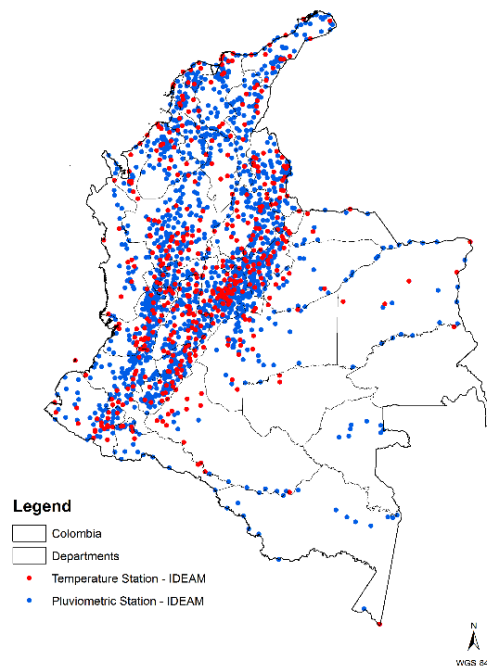 Legend
Colombia
Departments
Temperature Station - IDEAM
Pluviometric Station - IDEAM
N
WGS 84